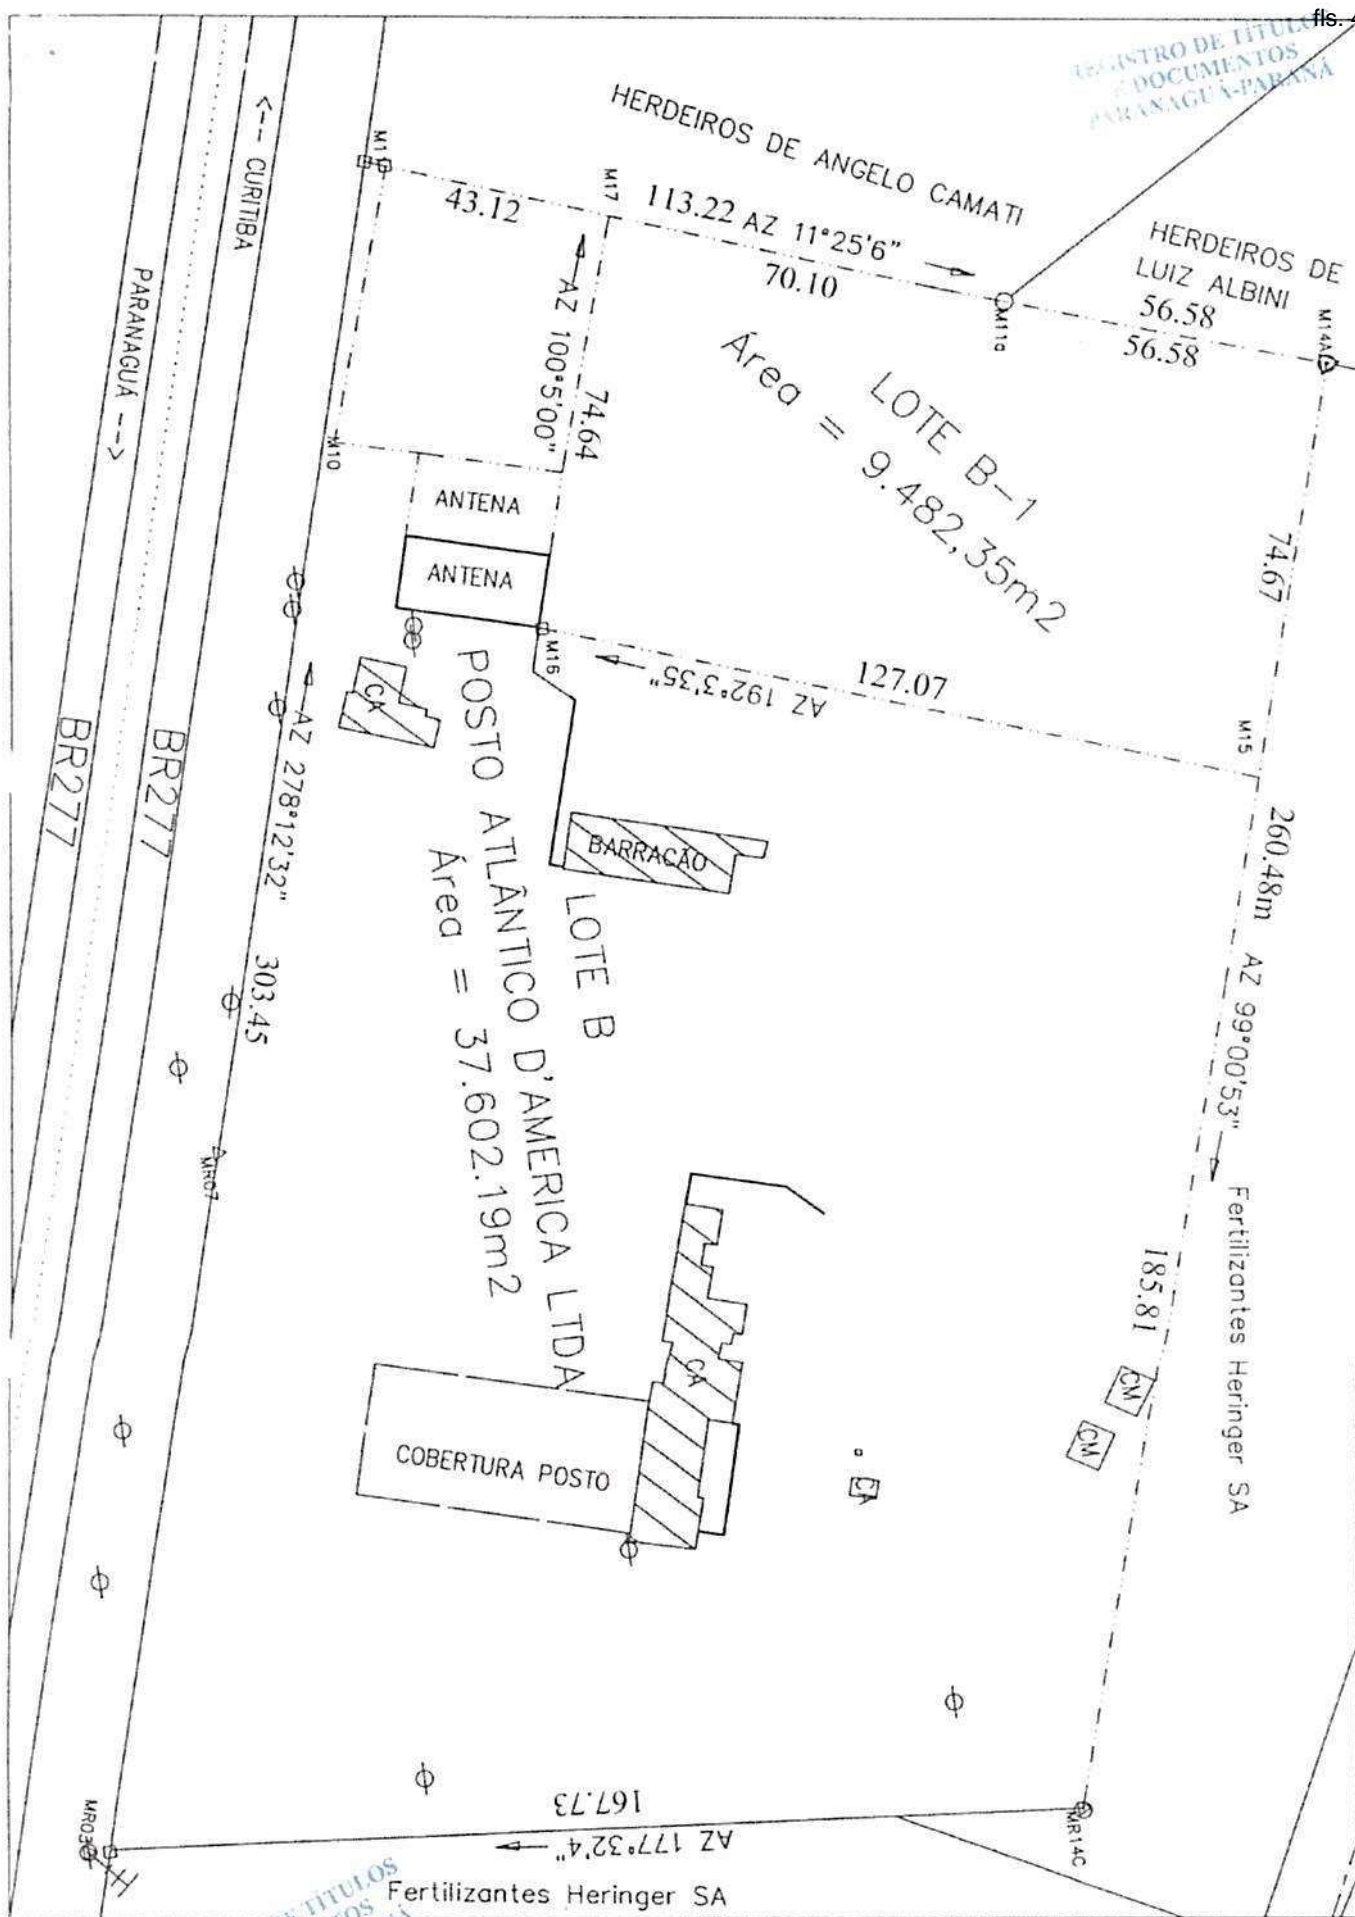 fls.
REGISTRO DE TÍTULOS
E DOCUMENTOS
PARANAGUÁ-PARANÁ
HERDEIROS DE ANGELO CAMATI
HERDEIROS DE
LUIZ ALBINI
<-- CURITIBA
PARANAGUÁ -->
43.12
M17
113.22 AZ 11°25'6"
70.10
M11a
56.58
56.58
M14A
AZ 100°5'00"
74.64
LOTE B-1
Área = 9.482,35m2
74.67
M10
ANTENA
ANTENA
M16
AZ 192°3'35"
127.07
M15
CA
BR277
BR277
AZ 278°12'32" 303.45
BARRACÃO
LOTE B
POSTO ATLÂNTICO D'AMERICA LTDA
Área = 37.602.19m2
260.48m AZ 99°00'53"
Fertilizantes Heringer SA
185.81
MR07
CA
COBERTURA POSTO
CM
CM
CA
167.73
AZ 177°32'4"
MR03
MR14C
Fertilizantes Heringer SA
TÍTULOS